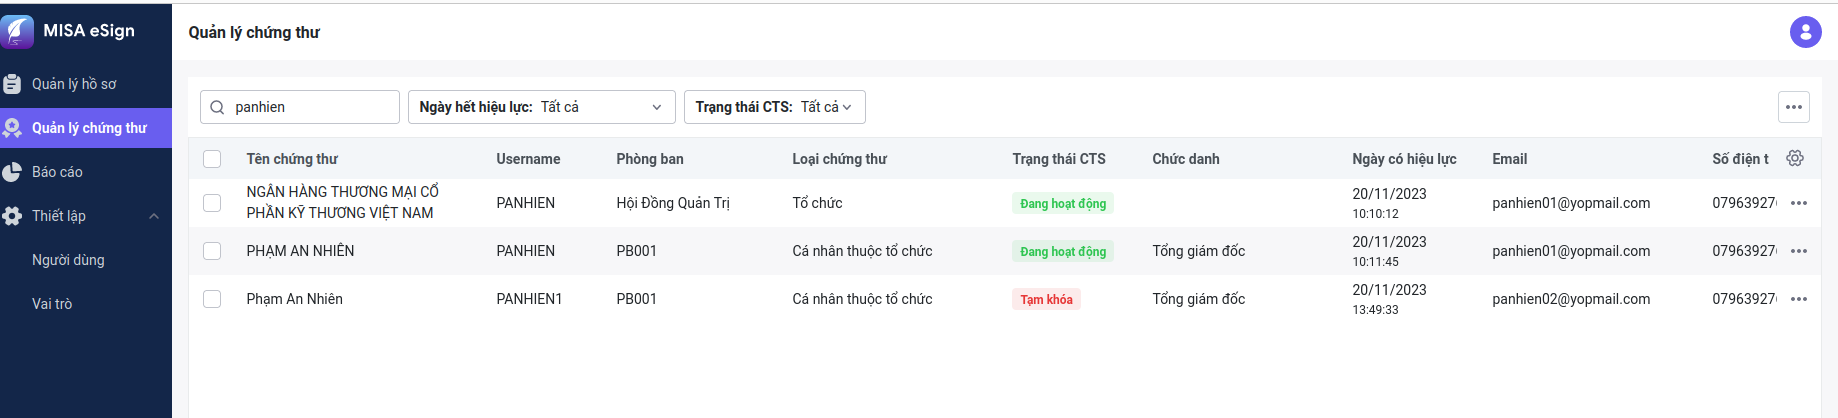 MISA eSign
Quản lý hồ sơ
Quản lý chứng thư
Báo cáo
Thiết lập
Người dùng
Vai trò
Quản lý chứng thư
panhien
Ngày hết hiệu lực: Tất cả
Trạng thái CTS: Tất cả
Tên chứng thư Username Phòng ban Loại chứng thư Trạng thái CTS Chức danh Ngày có hiệu lực Email Số điện t
NGÂN HÀNG THƯƠNG MẠI CỔ
PHẦN KỸ THƯƠNG VIỆT NAM
PANHIEN Hội Đồng Quản Trị Tổ chức Đang hoạt động
20/11/2023
10:10:12
panhien01@yopmail.com 07963927
PHẠM AN NHIÊN PANHIEN PB001 Cá nhân thuộc tổ chức Đang hoạt động Tổng giám đốc
20/11/2023
10:11:45
panhien01@yopmail.com 07963927
Phạm An Nhiên PANHIEN1 PB001 Cá nhân thuộc tổ chức Tạm khóa Tổng giám đốc
20/11/2023
13:49:33
panhien02@yopmail.com 07963927